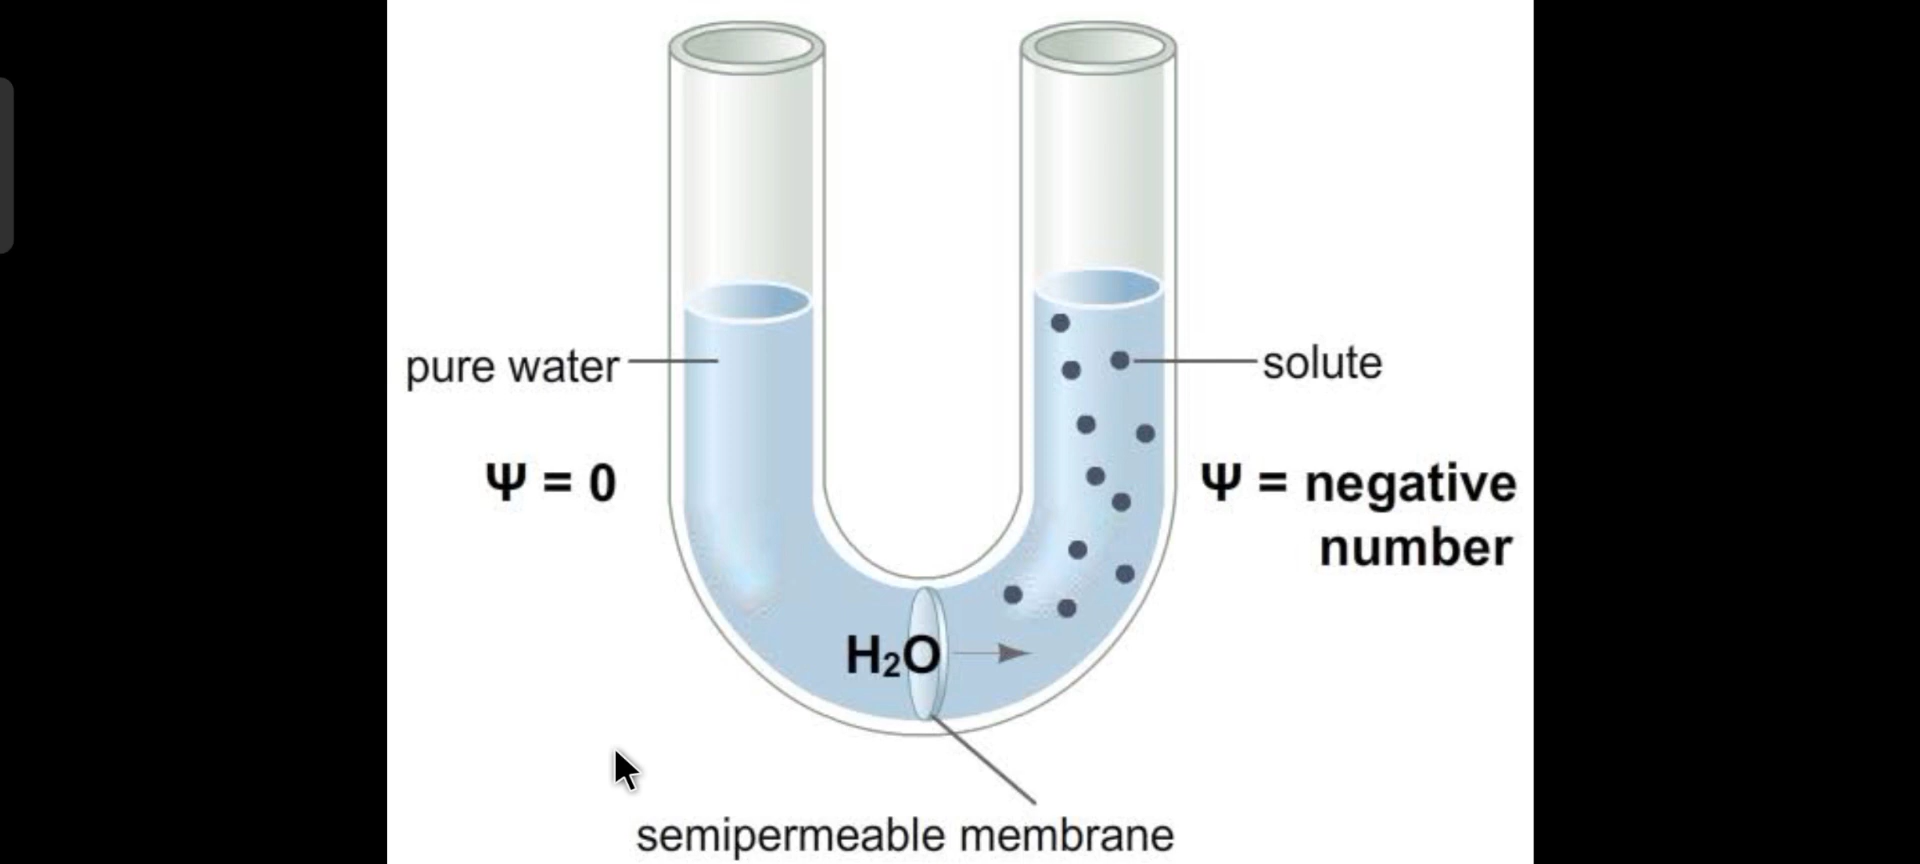 pure water
solute
Ψ = 0
Ψ = negative
number
H₂O
semipermeable membrane